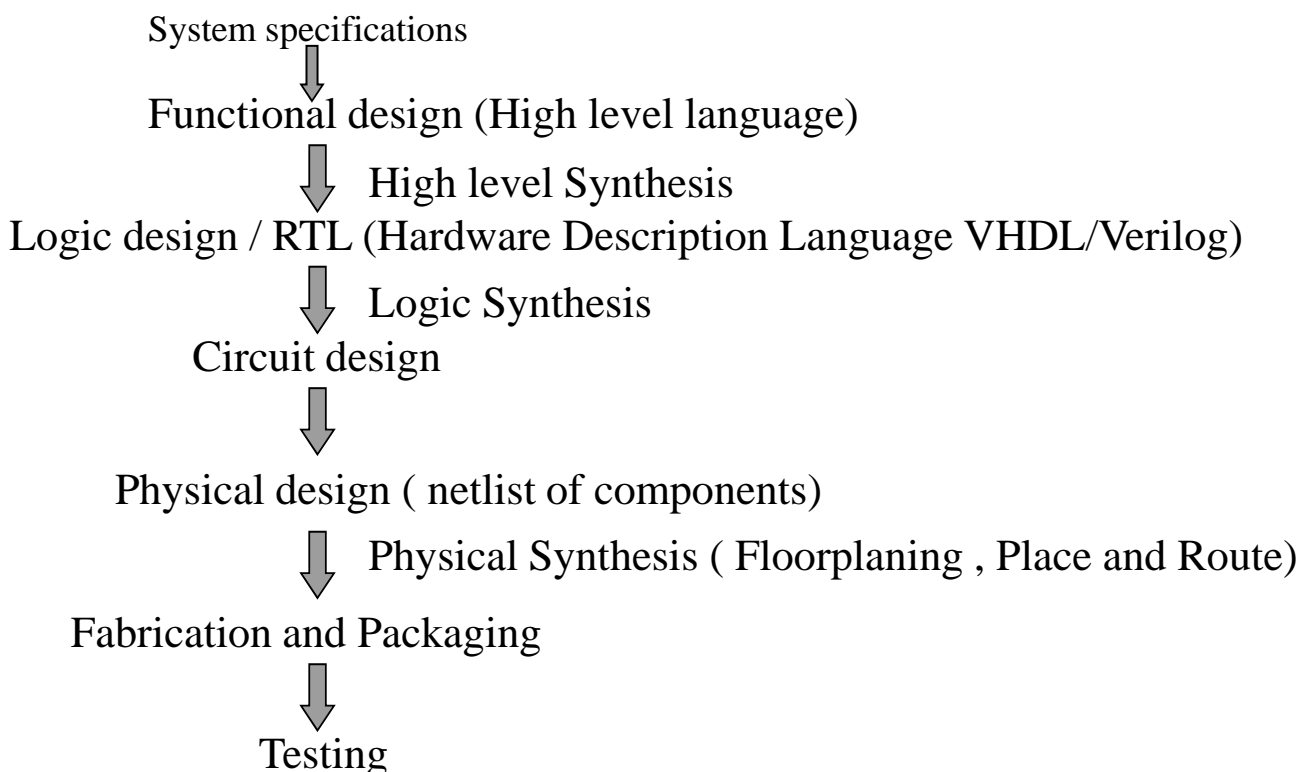 System specifications
Functional design (High level language)
High level Synthesis
Logic design / RTL (Hardware Description Language VHDL/Verilog)
Logic Synthesis
Circuit design
Physical design ( netlist of components)
Physical Synthesis ( Floorplaning , Place and Route)
Fabrication and Packaging
Testing